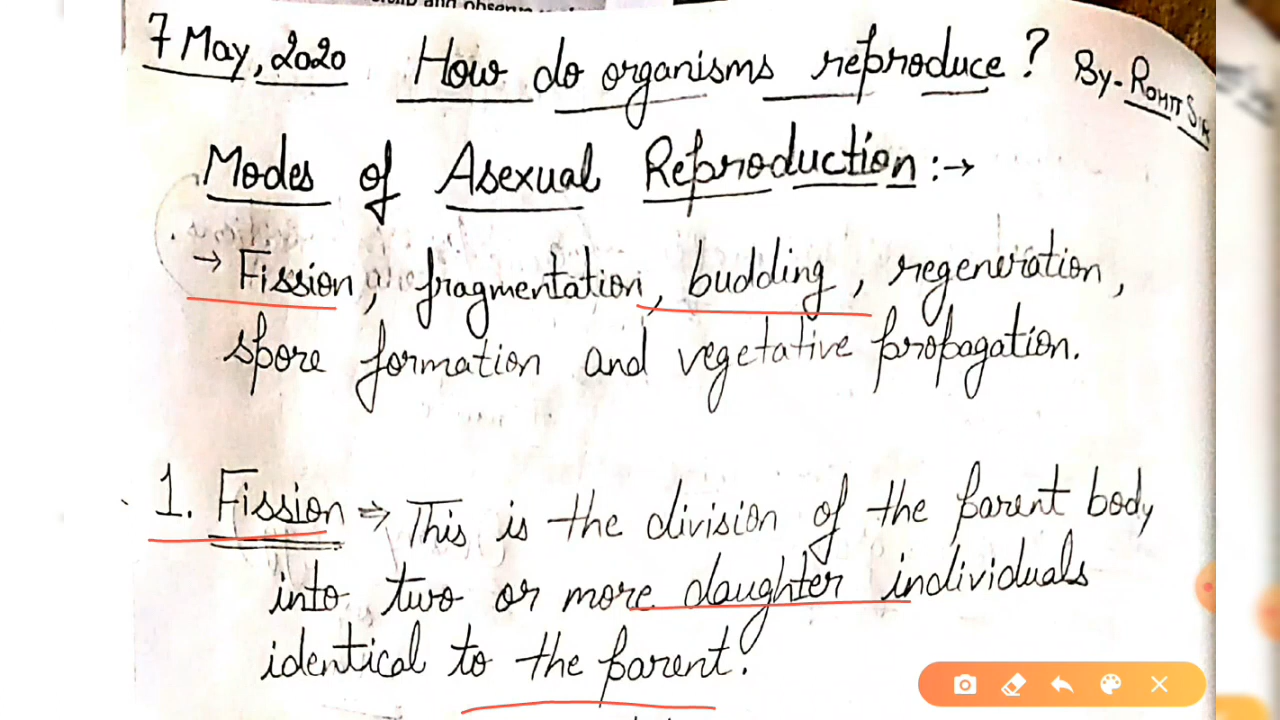 7 May, 2020 How do organisms reproduce? By- ROHIT SIR
Modes of Asexual Reproduction:→
→ Fission, fragmentation, budding, regeneration,
spore formation and vegetative propagation.
1. Fission ⇒ This is the division of the parent body
into two or more daughter individuals
identical to the parent.